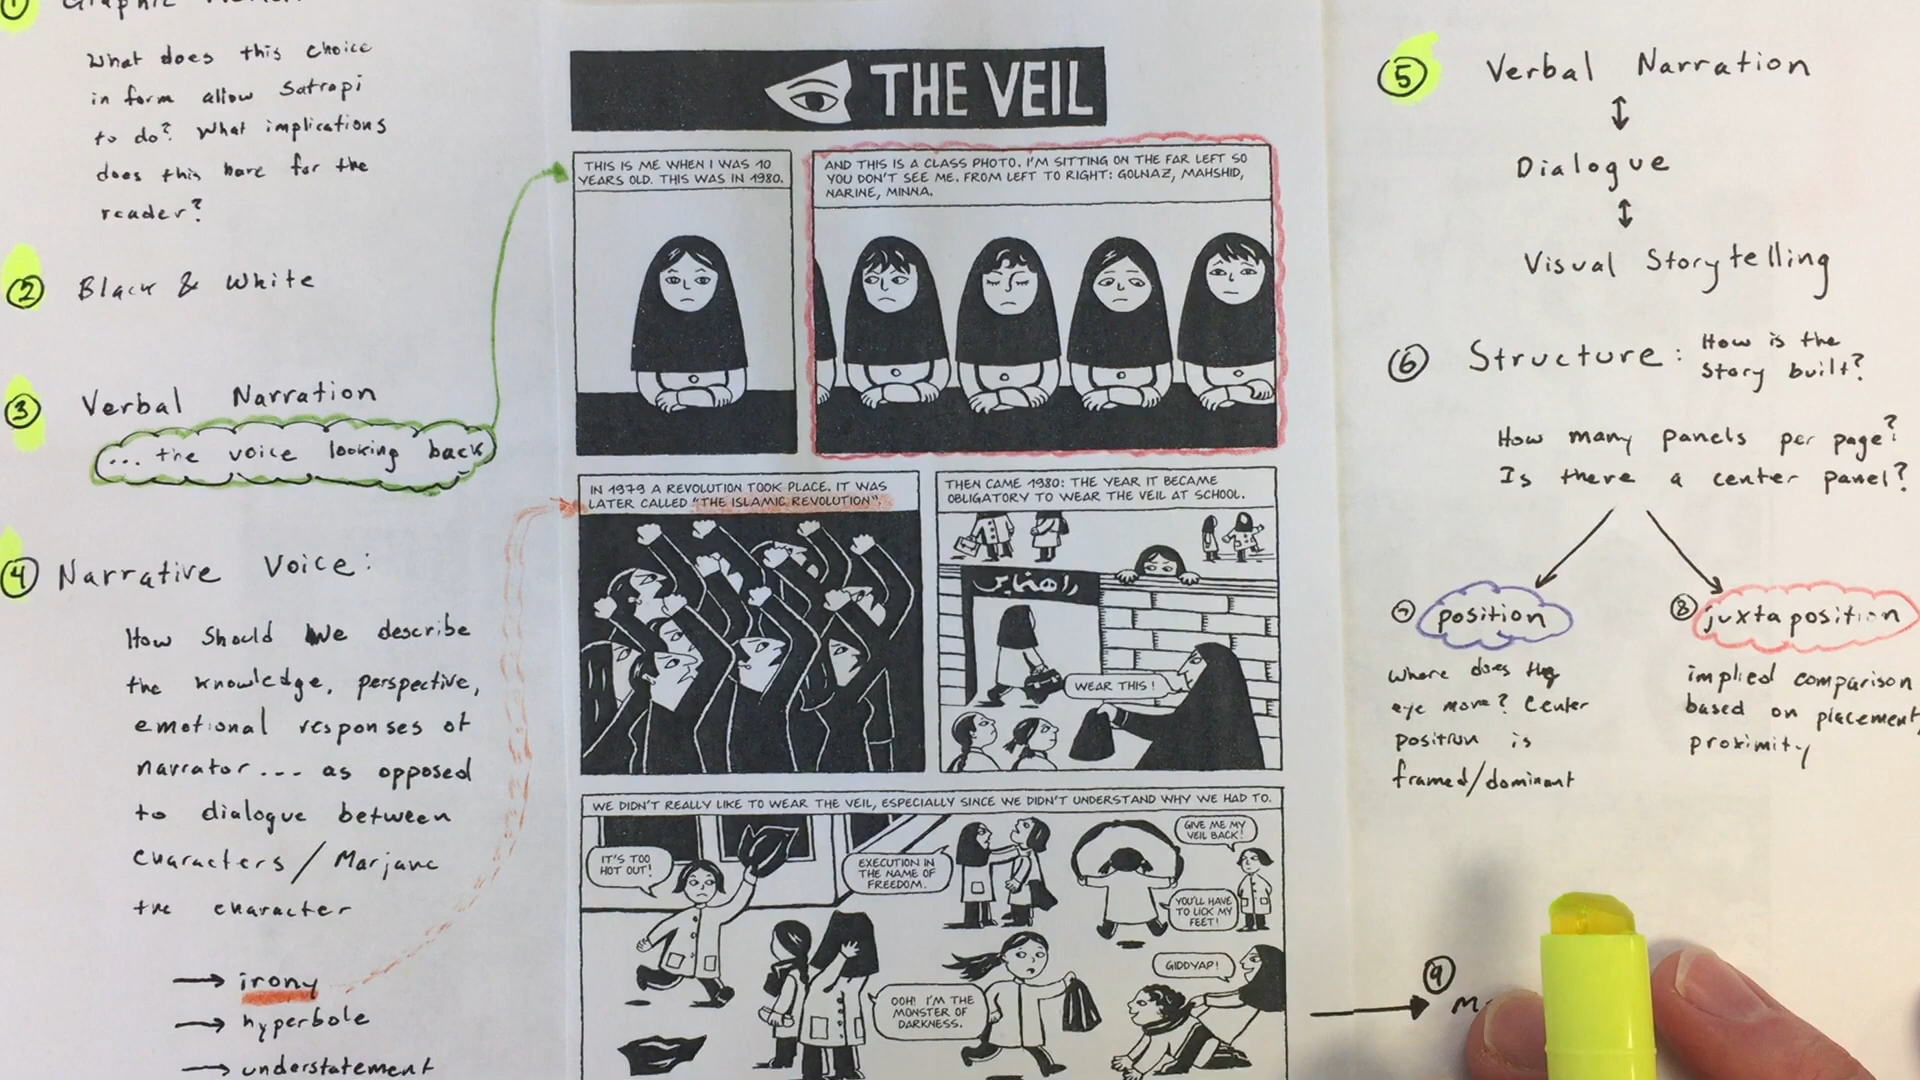 ① Graphic
What does this choice
in form allow Satrapi
to do? What implications
does this have for the
reader?
② Black & White
③ Verbal Narration
... the voice looking back
④ Narrative Voice:
How should we describe
the knowledge, perspective,
emotional responses of
narrator... as opposed
to dialogue between
characters / Marjane
the character
→ irony
→ hyperbole
→ understatement
THE VEIL
THIS IS ME WHEN I WAS 10
YEARS OLD. THIS WAS IN 1980.
AND THIS IS A CLASS PHOTO. I'M SITTING ON THE FAR LEFT SO
YOU DON'T SEE ME. FROM LEFT TO RIGHT: GOLNAZ, MAHSHID,
NARINE, MINNA.
IN 1979 A REVOLUTION TOOK PLACE. IT WAS
LATER CALLED "THE ISLAMIC REVOLUTION".
THEN CAME 1980: THE YEAR IT BECAME
OBLIGATORY TO WEAR THE VEIL AT SCHOOL.
WEAR THIS!
WE DIDN'T REALLY LIKE TO WEAR THE VEIL, ESPECIALLY SINCE WE DIDN'T UNDERSTAND WHY WE HAD TO.
IT'S TOO
HOT OUT!
EXECUTION IN
THE NAME OF
FREEDOM.
GIVE ME MY
VEIL BACK!
YOU'LL HAVE
TO LICK MY
FEET!
OOH! I'M THE
MONSTER OF
DARKNESS.
GIDDYAP!
⑤ Verbal Narration
↕
Dialogue
↕
Visual Storytelling
⑥ Structure: How is the
story built?
How many panels per page?
Is there a center panel?
⑦ position
where does the
eye move? Center
position is
framed/dominant
⑧ juxtaposition
implied comparison
based on placement
proximity
⑨